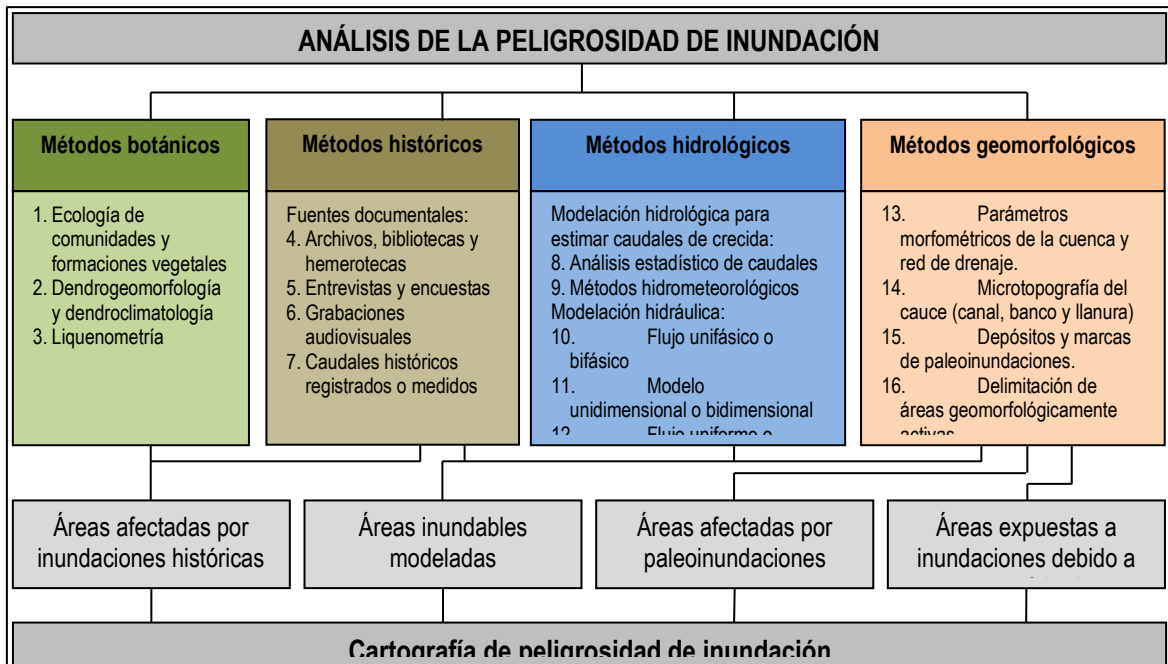 ANÁLISIS DE LA PELIGROSIDAD DE INUNDACIÓN
Métodos botánicos
1. Ecología de
comunidades y
formaciones vegetales
2. Dendrogeomorfología
y dendroclimatología
3. Liquenometría
Métodos históricos
Fuentes documentales:
4. Archivos, bibliotecas y
hemerotecas
5. Entrevistas y encuestas
6. Grabaciones
audiovisuales
7. Caudales históricos
registrados o medidos
Métodos hidrológicos
Modelación hidrológica para
estimar caudales de crecida:
8. Análisis estadístico de caudales
9. Métodos hidrometeorológicos
Modelación hidráulica:
10. Flujo unifásico o
bifásico
11. Modelo
unidimensional o bidimensional
12. Flujo uniforme o
Métodos geomorfológicos
13. Parámetros
morfométricos de la cuenca y
red de drenaje.
14. Microtopografía del
cauce (canal, banco y llanura)
15. Depósitos y marcas
de paleoinundaciones.
16. Delimitación de
áreas geomorfológicamente
activas
Áreas afectadas por
inundaciones históricas
Áreas inundables
modeladas
Áreas afectadas por
paleoinundaciones
Áreas expuestas a
inundaciones debido a
Cartografía de peligrosidad de inundación